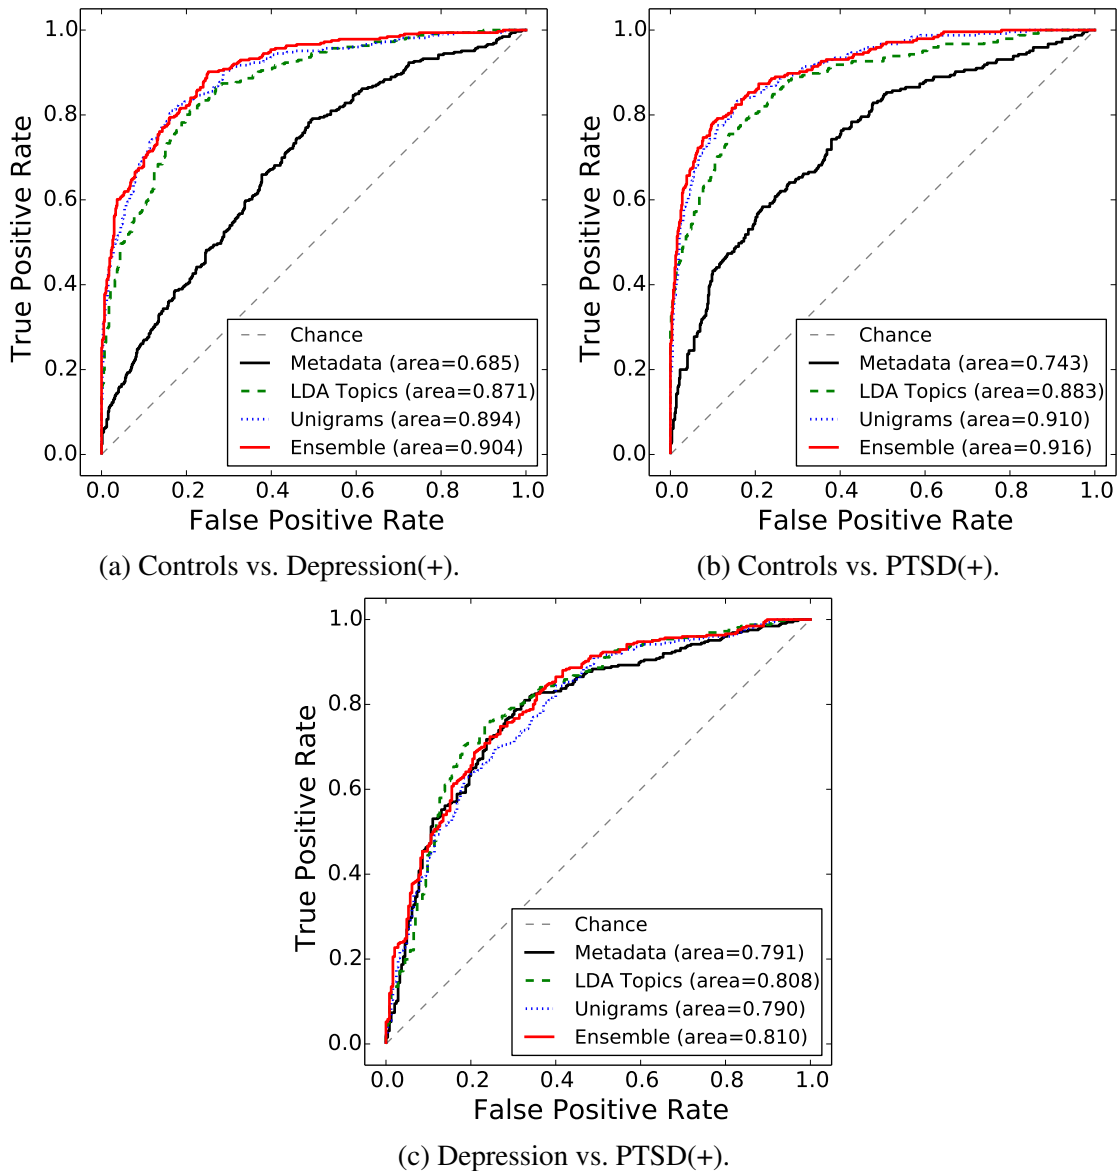 True Positive Rate
1.0
0.8
0.6
0.4
0.2
0.0
Chance
Metadada (area=0.685)
LDA Topics (area=0.871)
Unigrams (area=0.894)
Ensemble (area=0.904)
0.0 0.2 0.4 0.6 0.8 1.0
False Positive Rate
(a) Controls vs. Depression(+).
True Positive Rate
1.0
0.8
0.6
0.4
0.2
0.0
Chance
Metadada (area=0.743)
LDA Topics (area=0.883)
Unigrams (area=0.910)
Ensemble (area=0.916)
0.0 0.2 0.4 0.6 0.8 1.0
False Positive Rate
(b) Controls vs. PTSD(+).
True Positive Rate
1.0
0.8
0.6
0.4
0.2
0.0
Chance
Metadada (area=0.791)
LDA Topics (area=0.808)
Unigrams (area=0.790)
Ensemble (area=0.810)
0.0 0.2 0.4 0.6 0.8 1.0
False Positive Rate
(c) Depression vs. PTSD(+).